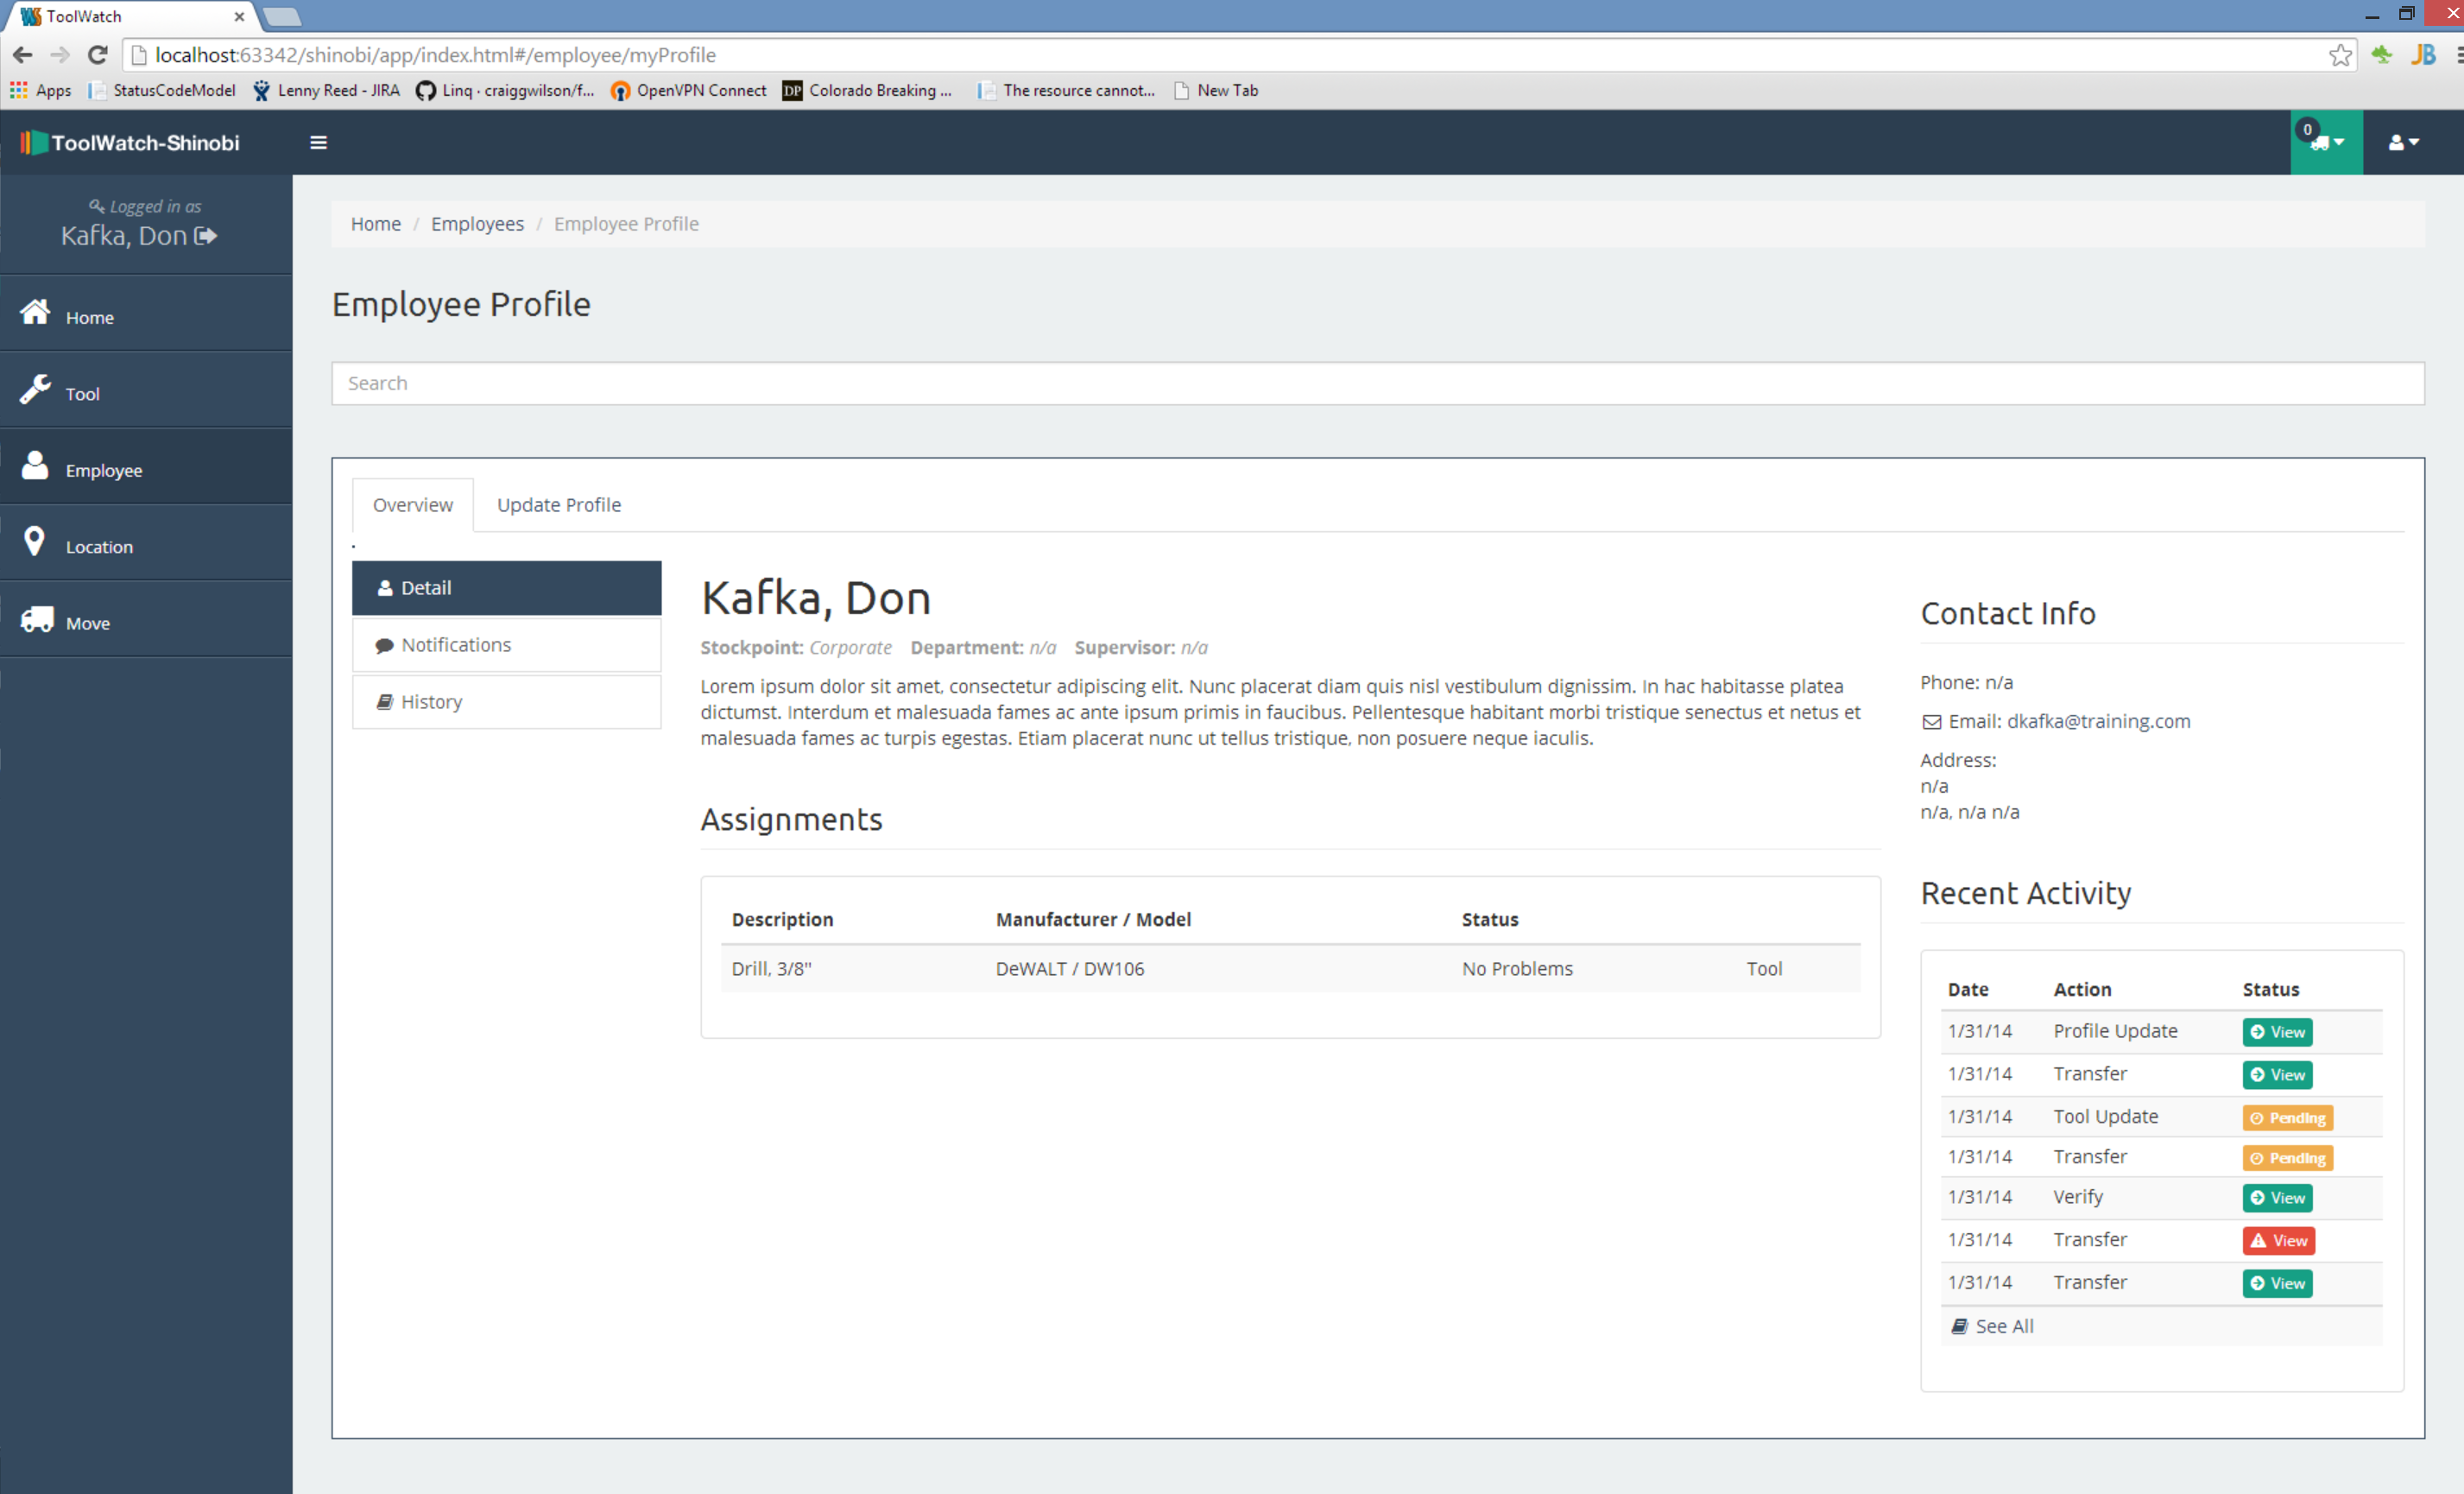 ToolWatch
localhost:63342/shinobi/app/index.html#/employee/myProfile
JB
Apps StatusCodeModel Lenny Reed - JIRA Linq · craiggwilson/f... OpenVPN Connect DP Colorado Breaking ... The resource cannot... New Tab
ToolWatch-Shinobi
0
Logged in as
Kafka, Don
Home
Tool
Employee
Location
Move
Home / Employees / Employee Profile
Employee Profile
Search
Overview Update Profile
.
Detail
Notifications
History
Kafka, Don
Stockpoint: Corporate Department: n/a Supervisor: n/a
Lorem ipsum dolor sit amet, consectetur adipiscing elit. Nunc placerat diam quis nisl vestibulum dignissim. In hac habitasse platea
dictumst. Interdum et malesuada fames ac ante ipsum primis in faucibus. Pellentesque habitant morbi tristique senectus et netus et
malesuada fames ac turpis egestas. Etiam placerat nunc ut tellus tristique, non posuere neque iaculis.
Assignments
Description Manufacturer / Model Status
Drill, 3/8" DeWALT / DW106 No Problems Tool
Contact Info
Phone: n/a
Email: dkafka@training.com
Address:
n/a
n/a, n/a n/a
Recent Activity
Date Action Status
1/31/14 Profile Update View
1/31/14 Transfer View
1/31/14 Tool Update Pending
1/31/14 Transfer Pending
1/31/14 Verify View
1/31/14 Transfer View
1/31/14 Transfer View
See All